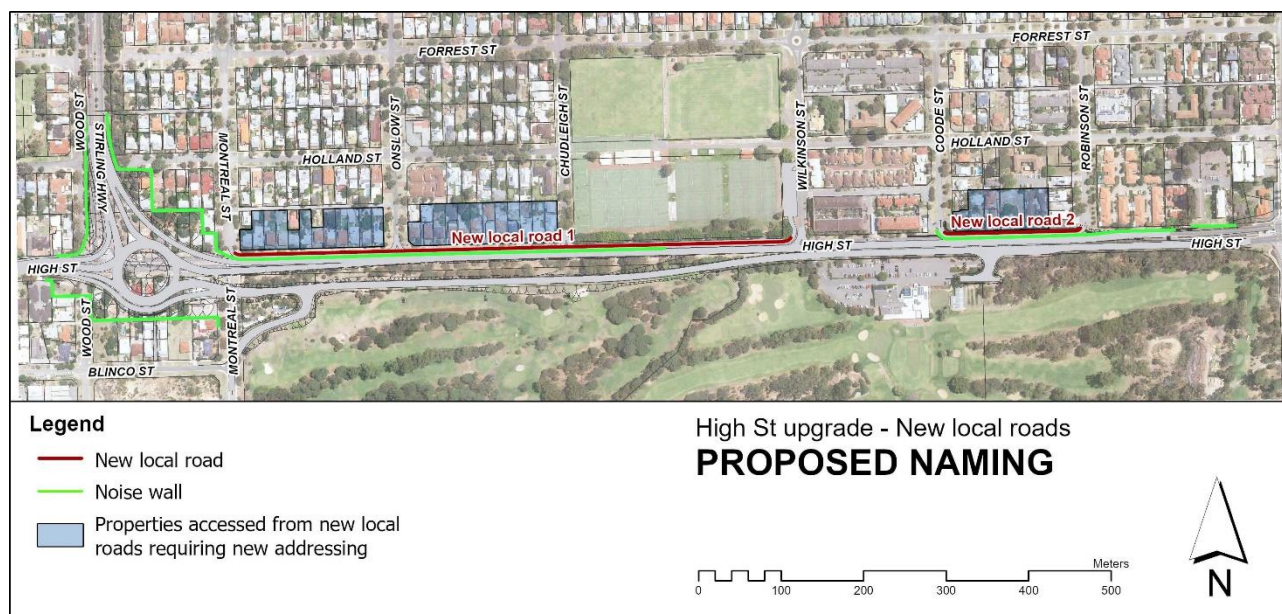 FORREST ST
FORREST ST
WOOD ST
STIRLING HWY
MONTREAL ST
HOLLAND ST
ONSLOW ST
CHUDLEIGH ST
WILKINSON ST
COODE ST
HOLLAND ST
ROBINSON ST
New local road 1
New local road 2
HIGH ST
HIGH ST
HIGH ST
WOOD ST
MONTREAL ST
BLINCO ST
Legend
New local road
Noise wall
Properties accessed from new local
roads requiring new addressing
High St upgrade - New local roads
PROPOSED NAMING
Meters
0 100 200 300 400 500
N